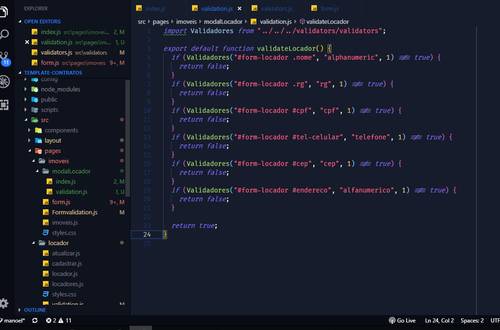 EXPLORER
OPEN EDITORS
index.js src\pages\imoveis... 2, M
validation.js src\pages\i... 1, U
validators.js src\validators
form.js src\pages\imoveis 9+, M
TEMPLATE-CONTRATOS
config
node_modules
public
scripts
src
components
layout
pages
imoveis
modalLocador
index.js 2, M
validation.js 1, U
form.js 9+, M
Formvalidation.js M
imoveis.js
styles.css
locador
atualizar.js
cadastrar.js
locador.js
locadores.js
styles.css
validation.js
OUTLINE
index.js
validation.js
validators.js
form.js
src > pages > imoveis > modalLocador > validation.js > validateLocador
import Validadores from "../../../validators/validators";
export default function validateLocador() {
if (Validadores("#form-locador .nome", "alphanumeric", 1) !== true) {
return false;
}
if (Validadores("#form-locador .rg", "rg", 1) !== true) {
return false;
}
if (Validadores("#form-locador #cpf", "cpf", 1) !== true) {
return false;
}
if (Validadores("#form-locador #tel-celular", "telefone", 1) !== true) {
return false;
}
if (Validadores("#form-locador #cep", "cep", 1) !== true) {
return false;
}
if (Validadores("#form-locador #endereco", "alfanumerico", 1) !== true) {
return false;
}
return true;
24 }
manoel* 2 11 Go Live Ln 24, Col 2 Spaces: 2 UTF